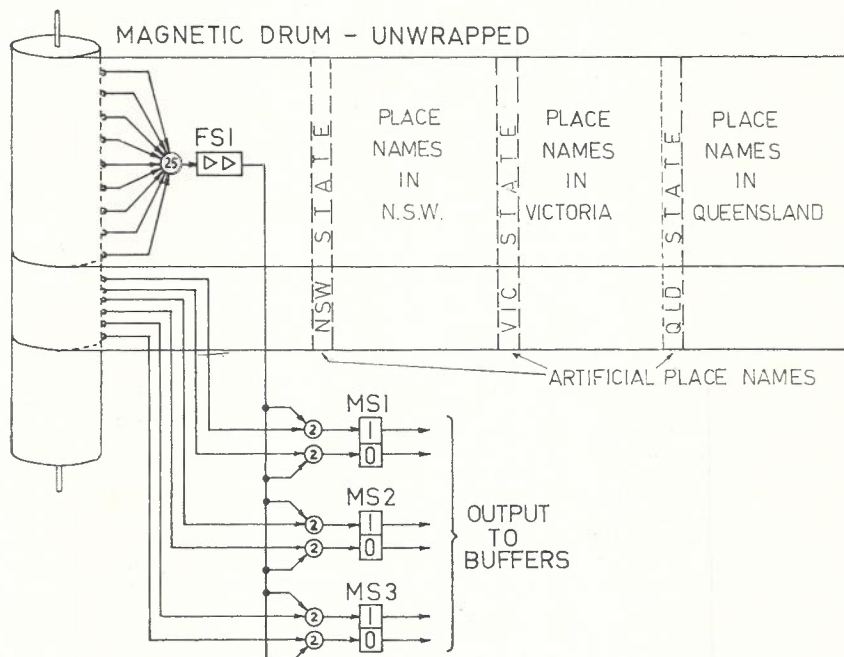 MAGNETIC DRUM - UNWRAPPED
FS1
25
NSW STATE
PLACE
NAMES
IN
N.S.W.
VIC STATE
PLACE
NAMES
IN
VICTORIA
QLD STATE
PLACE
NAMES
IN
QUEENSLAND
ARTIFICIAL PLACE NAMES
MS1
2
1
2
0
MS2
2
1
2
0
MS3
2
1
2
0
OUTPUT
TO
BUFFERS